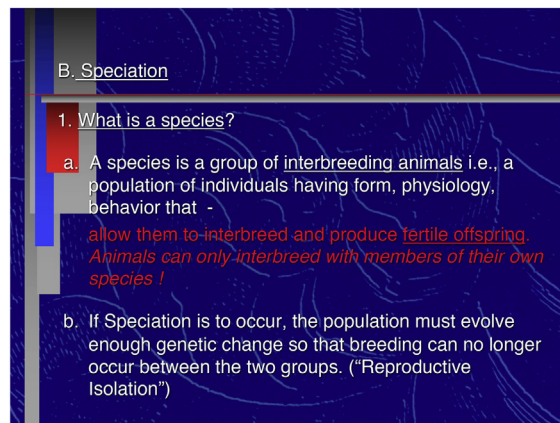 B. Speciation
1. What is a species?
a. A species is a group of interbreeding animals i.e., a
population of individuals having form, physiology,
behavior that -
allow them to interbreed and produce fertile offspring.
Animals can only interbreed with members of their own
species !
b. If Speciation is to occur, the population must evolve
enough genetic change so that breeding can no longer
occur between the two groups. ("Reproductive
Isolation")